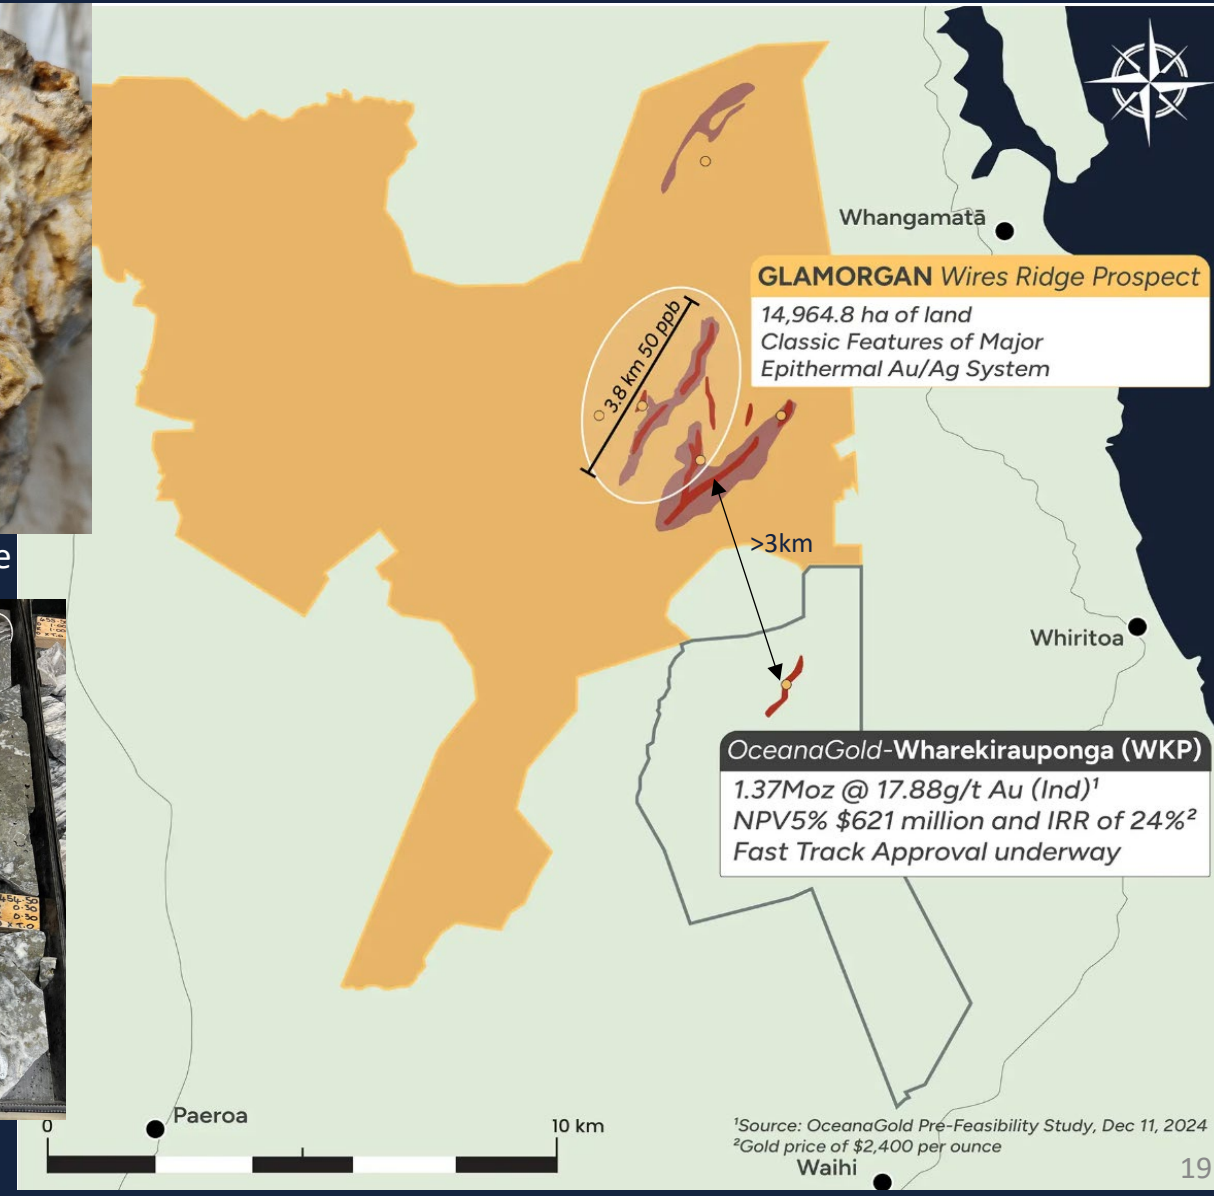 Whangamatā
GLAMORGAN Wires Ridge Prospect
14,964.8 ha of land
Classic Features of Major
Epithermal Au/Ag System
3.8 km 50 ppb
e
>3km
Whiritoa
OceanaGold-Wharekirauponga (WKP)
1.37Moz @ 17.88g/t Au (Ind)¹
NPV5% $621 million and IRR of 24%²
Fast Track Approval underway
Paeroa
0
10 km
¹Source: OceanaGold Pre-Feasibility Study, Dec 11, 2024
²Gold price of $2,400 per ounce
Waihi
19